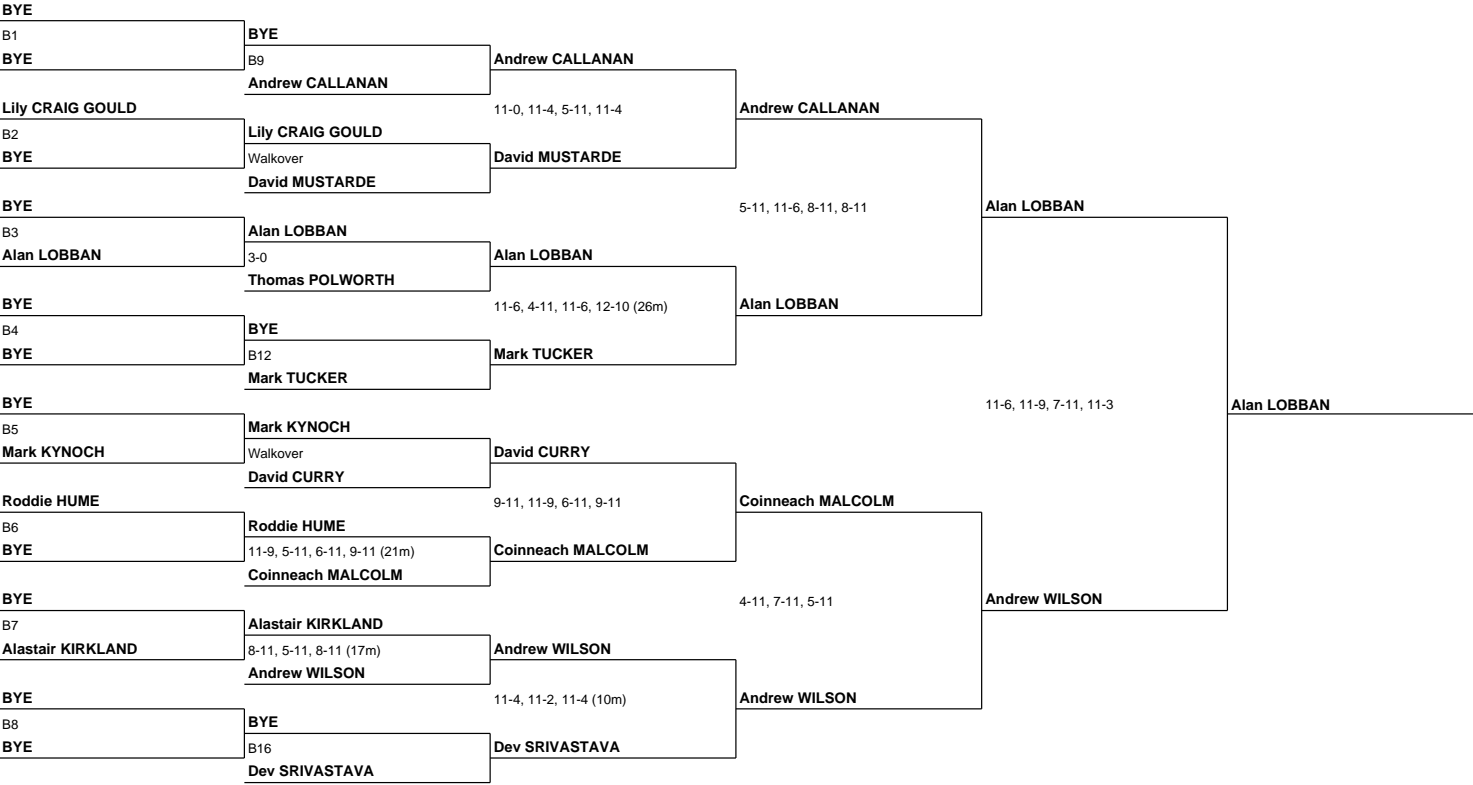 BYE
B1
BYE
Lily CRAIG GOULD
B2
BYE
BYE
B3
Alan LOBBAN
BYE
B4
BYE
BYE
B5
Mark KYNOCH
Roddie HUME
B6
BYE
BYE
B7
Alastair KIRKLAND
BYE
B8
BYE
BYE
B9
Andrew CALLANAN
Lily CRAIG GOULD
Walkover
David MUSTARDE
Alan LOBBAN
3-0
Thomas POLWORTH
BYE
B12
Mark TUCKER
Mark KYNOCH
Walkover
David CURRY
Roddie HUME
11-9, 5-11, 6-11, 9-11 (21m)
Coinneach MALCOLM
Alastair KIRKLAND
8-11, 5-11, 8-11 (17m)
Andrew WILSON
BYE
B16
Dev SRIVASTAVA
Andrew CALLANAN
11-0, 11-4, 5-11, 11-4
David MUSTARDE
Alan LOBBAN
11-6, 4-11, 11-6, 12-10 (26m)
Mark TUCKER
David CURRY
9-11, 11-9, 6-11, 9-11
Coinneach MALCOLM
Andrew WILSON
11-4, 11-2, 11-4 (10m)
Dev SRIVASTAVA
Andrew CALLANAN
5-11, 11-6, 8-11, 8-11
Alan LOBBAN
Coinneach MALCOLM
4-11, 7-11, 5-11
Andrew WILSON
Alan LOBBAN
11-6, 11-9, 7-11, 11-3
Andrew WILSON
Alan LOBBAN